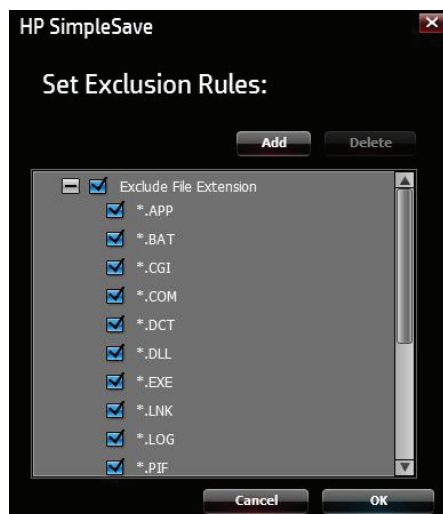 HP SimpleSave
Set Exclusion Rules:
Add Delete
Exclude File Extension
*.APP
*.BAT
*.CGI
*.COM
*.DCT
*.DLL
*.EXE
*.LNK
*.LOG
*.PIF
Cancel OK